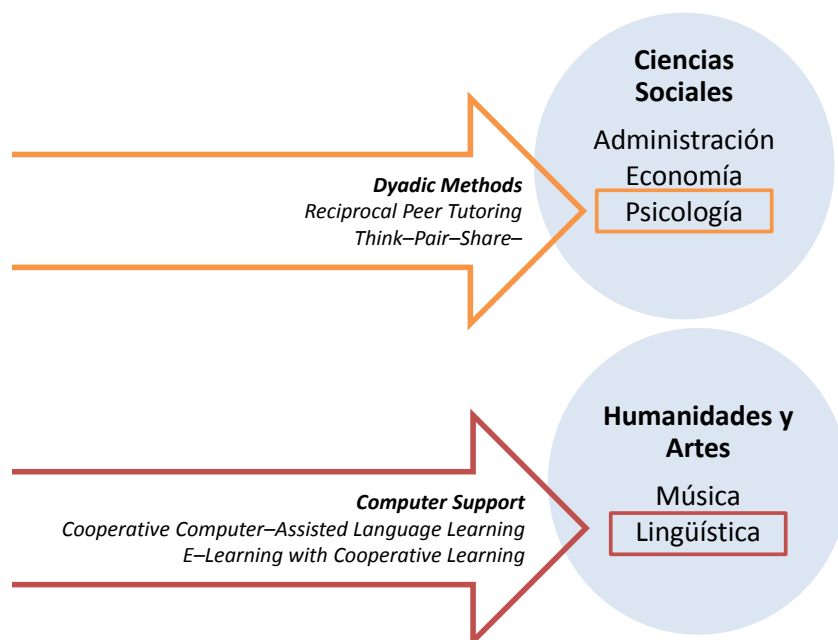 Ciencias
Sociales
Administración
Economía
Psicología
Dyadic Methods
Reciprocal Peer Tutoring
Think–Pair–Share–
Humanidades y
Artes
Música
Lingüística
Computer Support
Cooperative Computer–Assisted Language Learning
E–Learning with Cooperative Learning